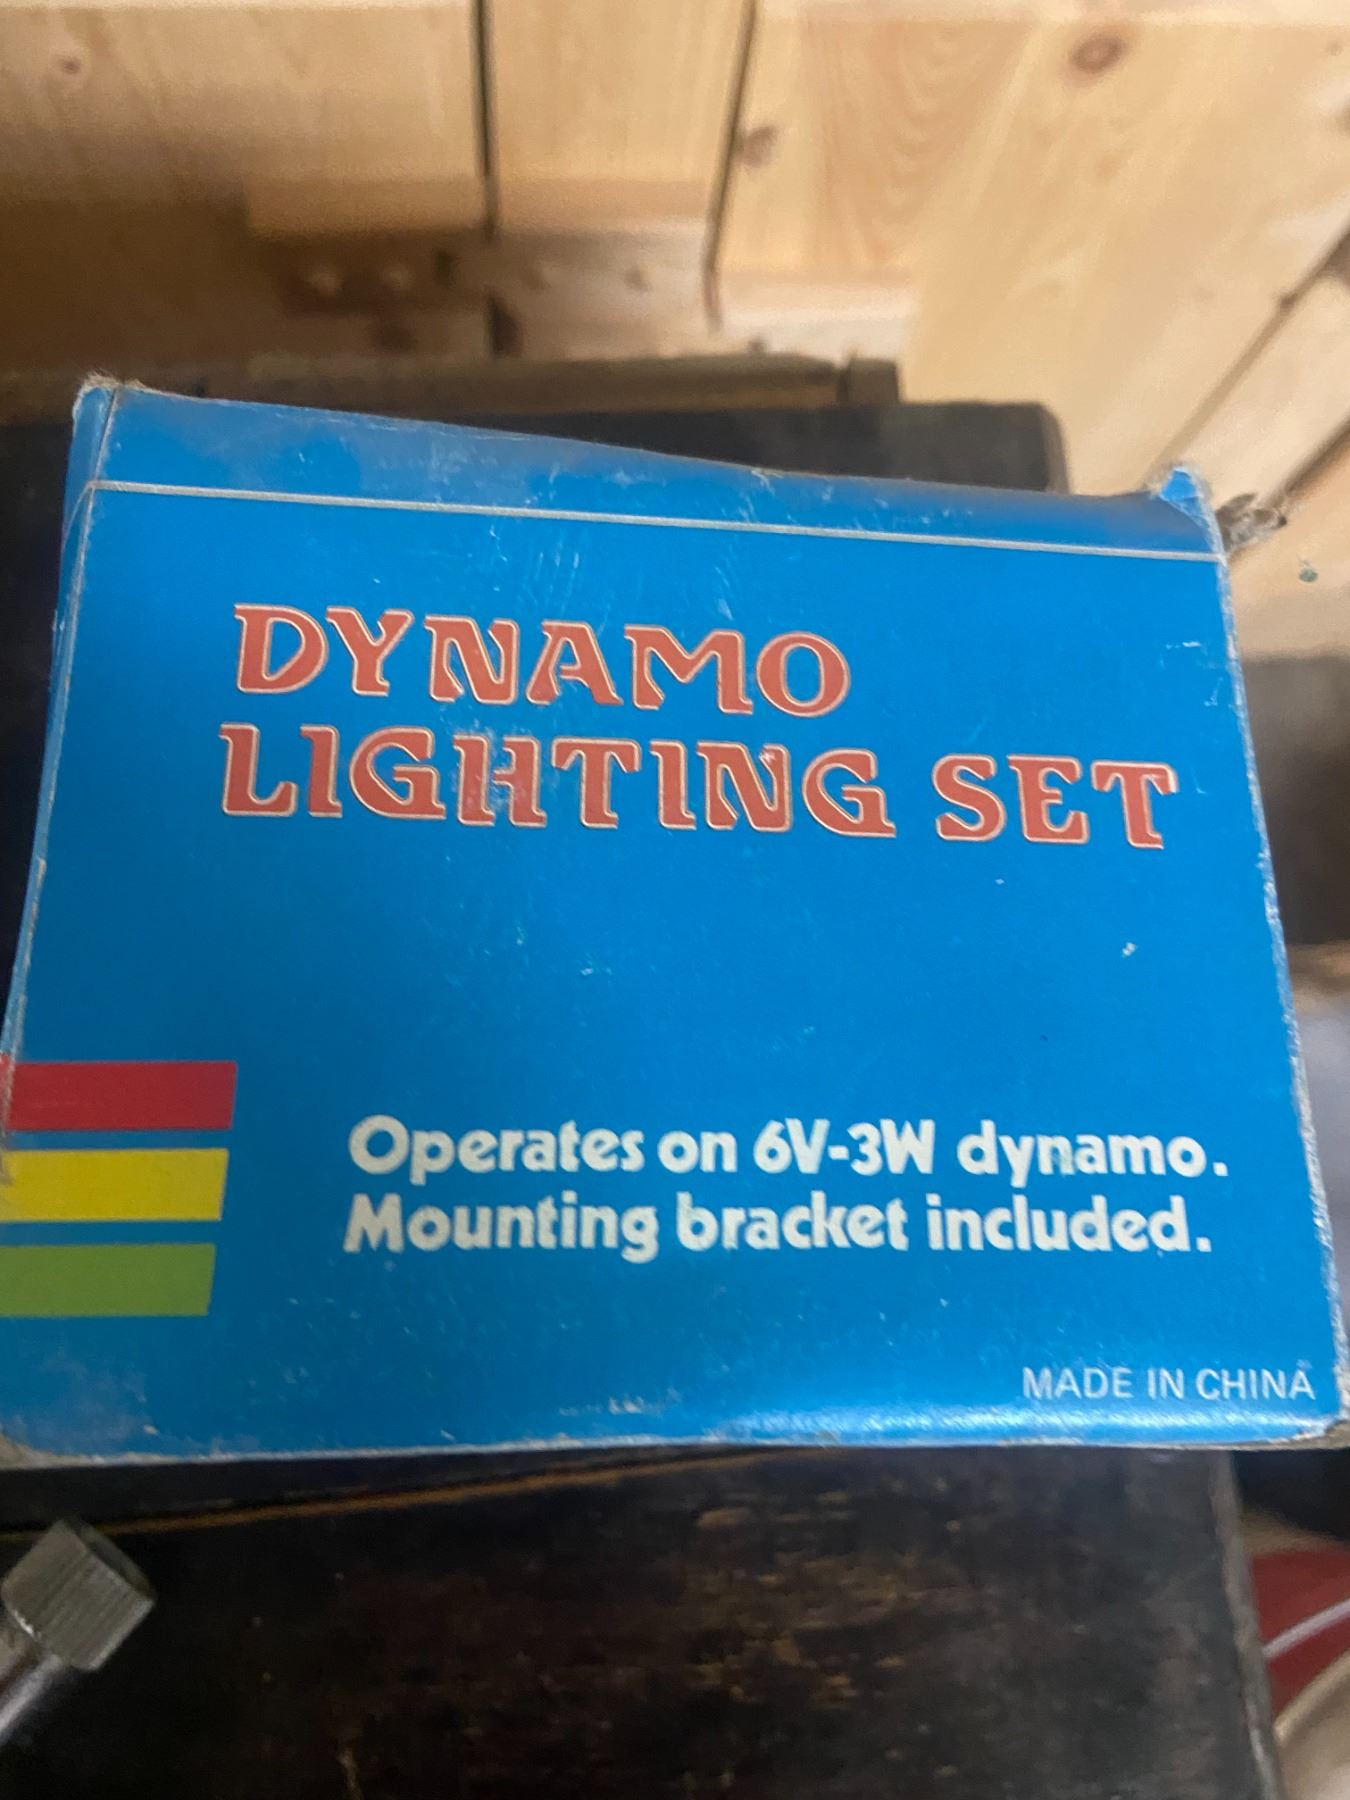 DYNAMO
LIGHTING SET
Operates on 6V-3W dynamo.
Mounting bracket included.
MADE IN CHINA